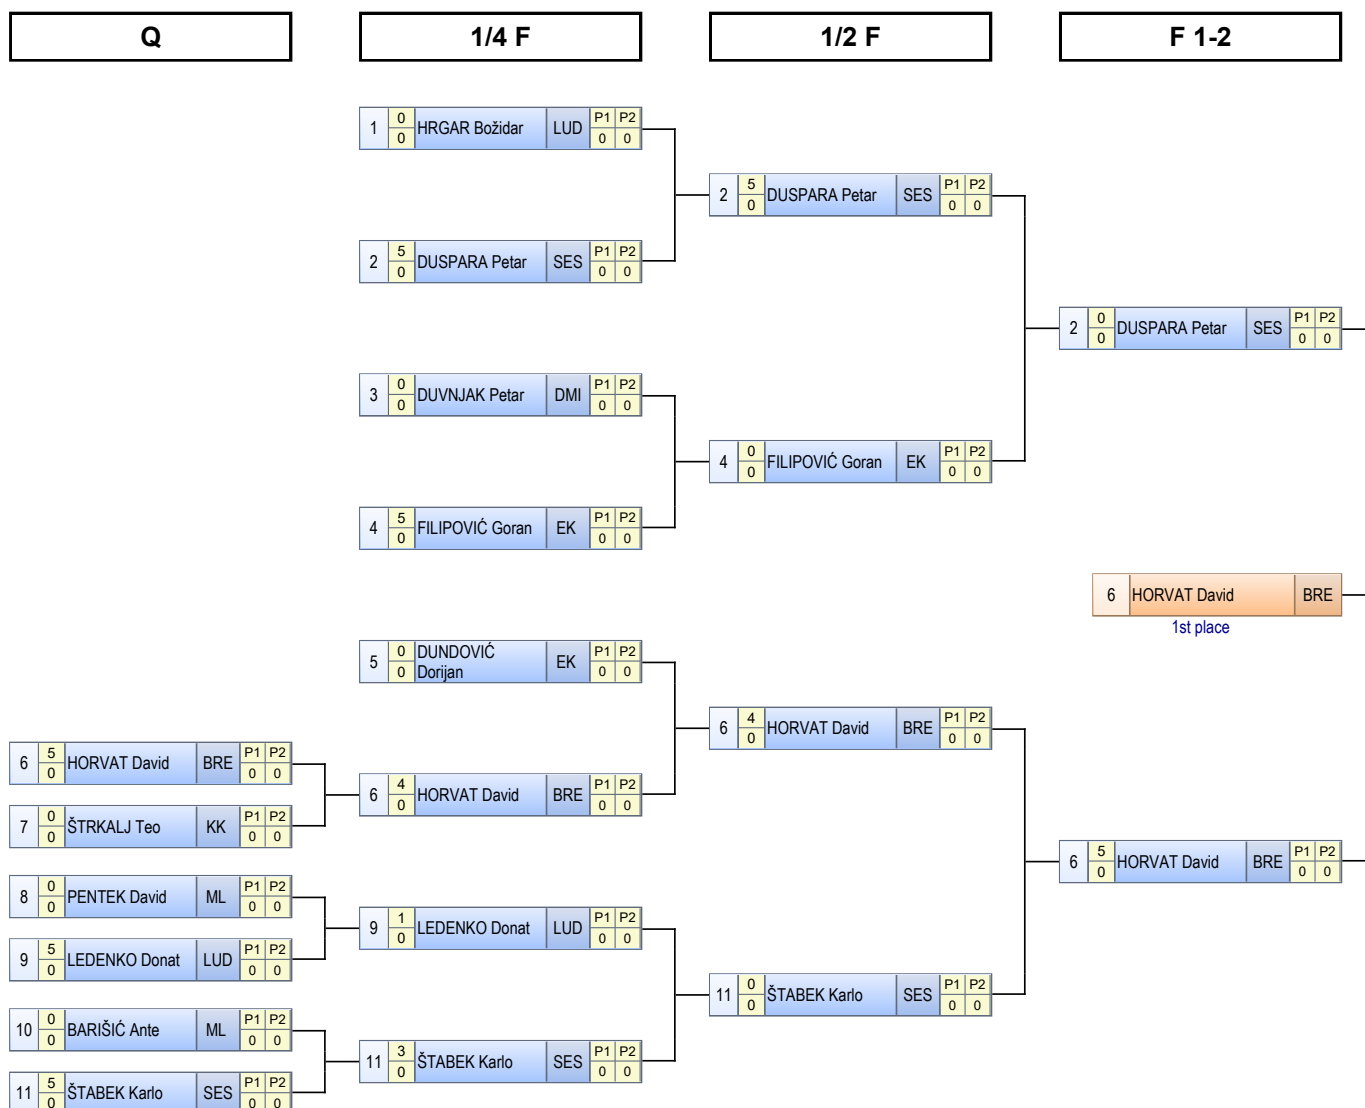 Q 1/4 F 1/2 F F 1-2
1 0 0 HRGAR Božidar LUD P1 P2 0 0
2 5 0 DUSPARA Petar SES P1 P2 0 0
2 5 0 DUSPARA Petar SES P1 P2 0 0
2 0 0 DUSPARA Petar SES P1 P2 0 0
3 0 0 DUVNJAK Petar DMI P1 P2 0 0
4 0 0 FILIPOVIĆ Goran EK P1 P2 0 0
4 5 0 FILIPOVIĆ Goran EK P1 P2 0 0
6 HORVAT David BRE
1st place
5 0 0 DUNDOVIĆ
Dorijan EK P1 P2 0 0
6 4 0 HORVAT David BRE P1 P2 0 0
6 5 0 HORVAT David BRE P1 P2 0 0
6 4 0 HORVAT David BRE P1 P2 0 0
7 0 0 ŠTRKALJ Teo KK P1 P2 0 0
6 5 0 HORVAT David BRE P1 P2 0 0
8 0 0 PENTEK David ML P1 P2 0 0
9 1 0 LEDENKO Donat LUD P1 P2 0 0
9 5 0 LEDENKO Donat LUD P1 P2 0 0
11 0 0 ŠTABEK Karlo SES P1 P2 0 0
10 0 0 BARIŠIĆ Ante ML P1 P2 0 0
11 3 0 ŠTABEK Karlo SES P1 P2 0 0
11 5 0 ŠTABEK Karlo SES P1 P2 0 0